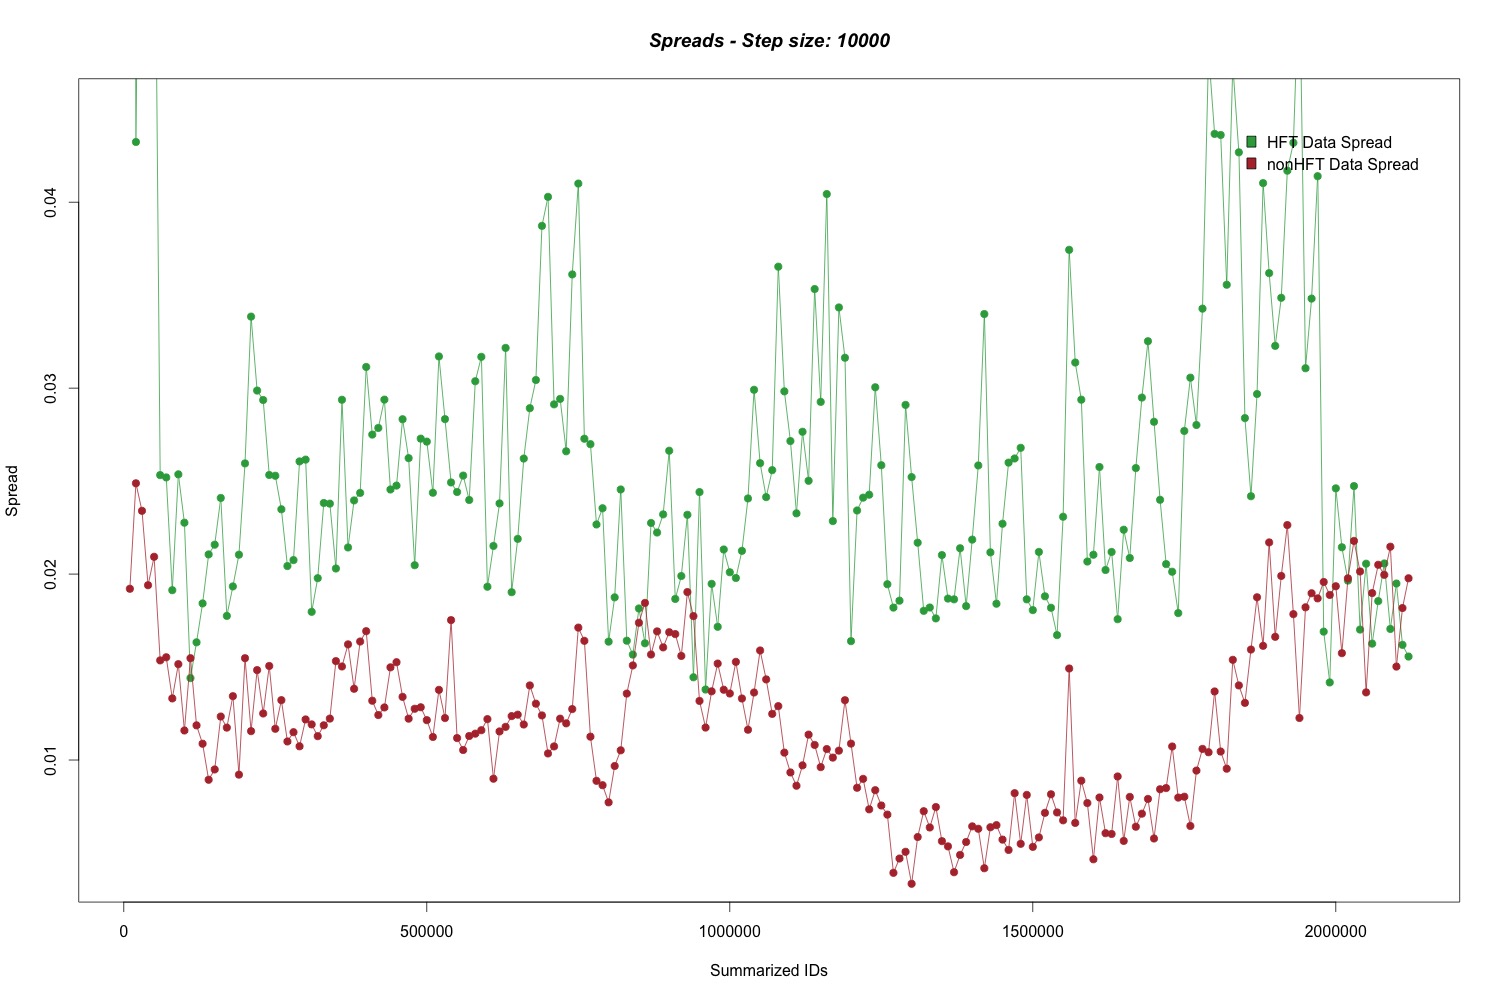 Spreads - Step size: 10000
HFT Data Spread
nonHFT Data Spread
0.04
0.03
0.02
0.01
Spread
0 500000 1000000 1500000 2000000
Summarized IDs